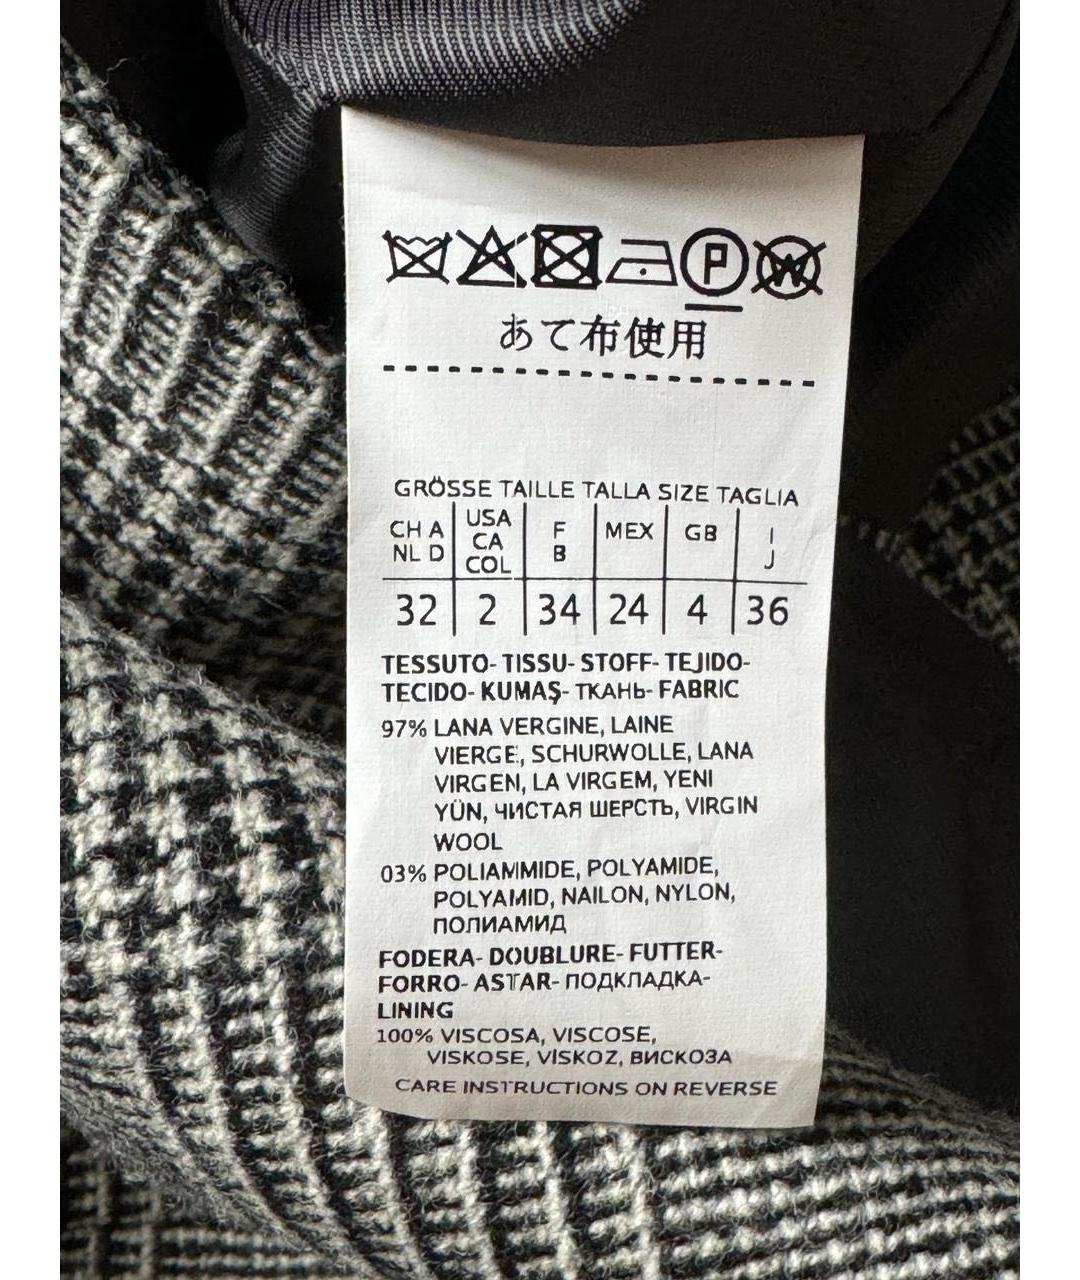 P W
あて布使用
GRÖSSE TAILLE TALLA SIZE TAGLIA
CH A NL D USA CA COL F B MEX GB I J
32 2 34 24 4 36
TESSUTO- TISSU- STOFF- TEJIDO-
TECIDO- KUMAŞ- ТКАНЬ- FABRIC
97% LANA VERGINE, LAINE
VIERGE, SCHURWOLLE, LANA
VIRGEN, LA VIRGEM, YENI
YÜN, ЧИСТАЯ ШЕРСТЬ, VIRGIN
WOOL
03% POLIAMMIDE, POLYAMIDE,
POLYAMID, NAILON, NYLON,
ПОЛИАМИД
FODERA- DOUBLURE- FUTTER-
FORRO- ASTAR- ПОДКЛАДКА-
LINING
100% VISCOSA, VISCOSE,
VISKOSE, VİSKOZ, ВИСКОЗА
CARE INSTRUCTIONS ON REVERSE